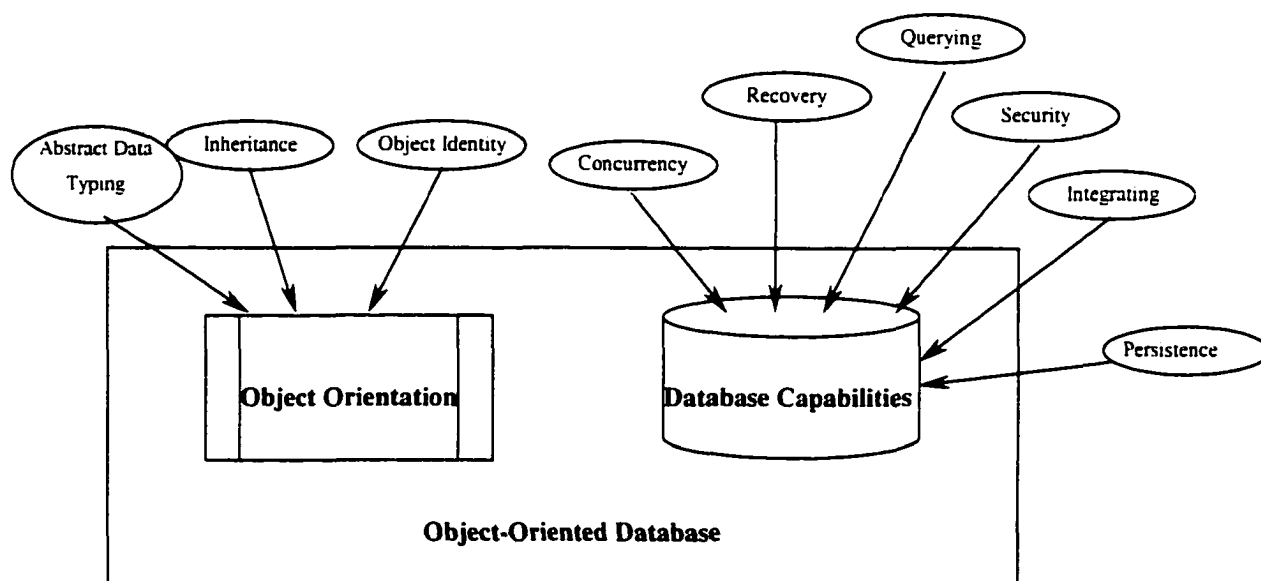 Querying
Recovery
Security
Inheritance
Object Identity
Abstract Data
Typing
Concurrency
Integrating
Persistence
Object Orientation
Database Capabilities
Object-Oriented Database